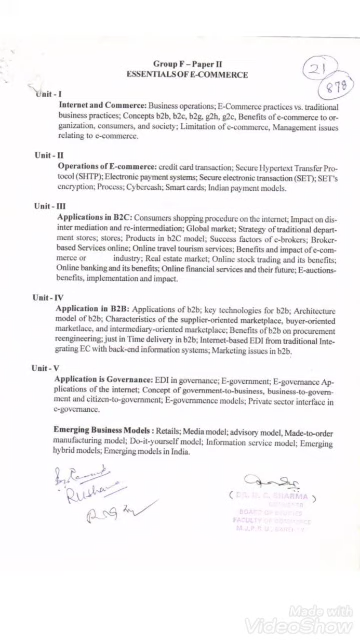 Group F – Paper II
ESSENTIALS OF E-COMMERCE
21
878
Unit - I
Internet and Commerce: Business operations; E-Commerce practices vs. traditional
business practices; Concepts b2b, b2c, b2g, g2h, g2c, Benefits of e-commerce to or-
ganization, consumers, and society; Limitation of e-commerce, Management issues
relating to e-commerce.
Unit - II
Operations of E-commerce: credit card transaction; Secure Hypertext Transfer Pro-
tocol (SHTP); Electronic payment systems; Secure electronic transaction (SET); SET's
encryption; Process; Cybercash; Smart cards; Indian payment models.
Unit - III
Applications in B2C: Consumers shopping procedure on the internet; Impact on dis-
inter mediation and re-intermediation; Global market; Strategy of traditional depart-
ment stores; stores; Products in b2C model; Success factors of e-brokers; Broker-
based Services online; Online travel tourism services; Benefits and impact of e-com-
merce or industry; Real estate market; Online stock trading and its benefits;
Online banking and its benefits; Online financial services and their future; E-auctions-
benefits, implementation and impact.
Unit - IV
Application in B2B: Applications of b2b; key technologies for b2b; Architecture
model of b2b; Characteristics of the supplier-oriented marketplace, buyer-oriented
marketlace, and intermediary-oriented marketplace; Benefits of b2b on procurement
reengineering; just in Time delivery in b2b; Internet-based EDI from traditional Inte-
grating EC with back-end information systems; Marketing issues in b2b.
Unit - V
Application is Governance: EDI in governance; E-government; E-governance Ap-
plications of the internet; Concept of government-to-business, business-to-govern-
ment and citizen-to-government; E-governmence models; Private sector interface in
e-governance.
Emerging Business Models : Retails; Media model; advisory model, Made-to-order
manufacturing model; Do-it-yourself model; Information service model; Emerging
hybrid models; Emerging models in India.
SHARMA )
BOARD OF
FACULTY OF
Made with
VideoShow